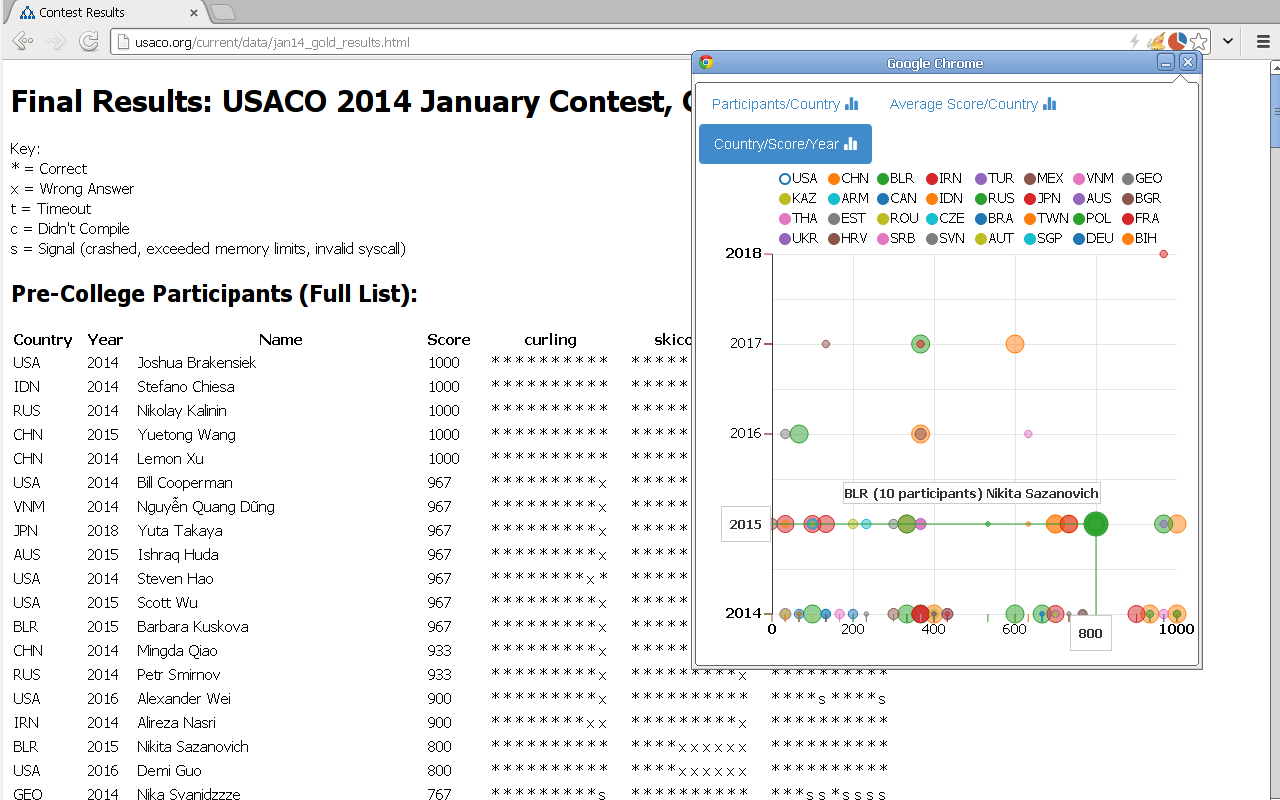 Contest Results
usaco.org/current/data/jan14_gold_results.html
Final Results: USACO 2014 January Contest,
Key:
* = Correct
x = Wrong Answer
t = Timeout
c = Didn't Compile
s = Signal (crashed, exceeded memory limits, invalid syscall)
Pre-College Participants (Full List):
Country Year Name Score curling skico
USA 2014 Joshua Brakensiek 1000 * * * * * * * * * * * * * * *
IDN 2014 Stefano Chiesa 1000 * * * * * * * * * * * * * * *
RUS 2014 Nikolay Kalinin 1000 * * * * * * * * * * * * * * *
CHN 2015 Yuetong Wang 1000 * * * * * * * * * * * * * * *
CHN 2014 Lemon Xu 1000 * * * * * * * * * * * * * * *
USA 2014 Bill Cooperman 967 * * * * * * * * * x * * * * *
VNM 2014 Nguyễn Quang Dũng 967 * * * * * * * * * x * * * * *
JPN 2018 Yuta Takaya 967 * * * * * * * * * x * * * * *
AUS 2015 Ishraq Huda 967 * * * * * * * * * x * * * * *
USA 2014 Steven Hao 967 * * * * * * * * x * * * * * *
USA 2015 Scott Wu 967 * * * * * * * * * x * * * * *
BLR 2015 Barbara Kuskova 967 * * * * * * * * * x * * * * *
CHN 2014 Mingda Qiao 933 * * * * * * * * * x * * * * *
RUS 2014 Petr Smirnov 933 * * * * * * * * * x * * * * * * * * * x * * * * * * * * * *
USA 2016 Alexander Wei 900 * * * * * * * * * x * * * * * * * * * * * * * * s * * * * s
IRN 2014 Alireza Nasri 900 * * * * * * * * x x * * * * * * * * * x * * * * * * * * * *
BLR 2015 Nikita Sazanovich 800 * * * * * * * * * * * * * * x x x x x x * * * * * * * * * *
USA 2016 Demi Guo 800 * * * * * * * * * * * * * * x x x x x x * * * * * * * * * *
GEO 2014 Nika Svanidzzze 767 * * * * * * * * * s * * * * * * * * * * * * * s s * s s s s
Google Chrome
Participants/Country Average Score/Country
Country/Score/Year
USA CHN BLR IRN TUR MEX VNM GEO
KAZ ARM CAN IDN RUS JPN AUS BGR
THA EST ROU CZE BRA TWN POL FRA
UKR HRV SRB SVN AUT SGP DEU BIH
2018
2017
2016
BLR (10 participants) Nikita Sazanovich
2015
2014
0 200 400 600 1000
800